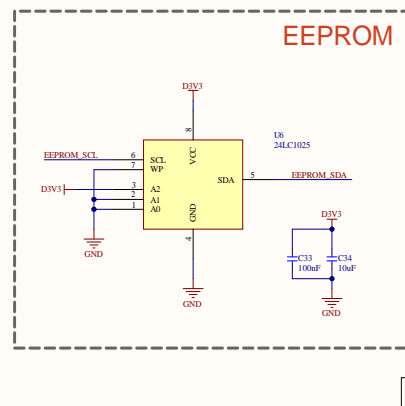 EEPROM
D3V3
U6
24LC1025
8
VCC
EEPROM_SCL 6 SCL
7 WP
SDA 5 EEPROM_SDA
D3V3 3 A2
2 A1
1 A0
GND
4
D3V3
GND
C33 C34
100nF 10uF
GND
GND